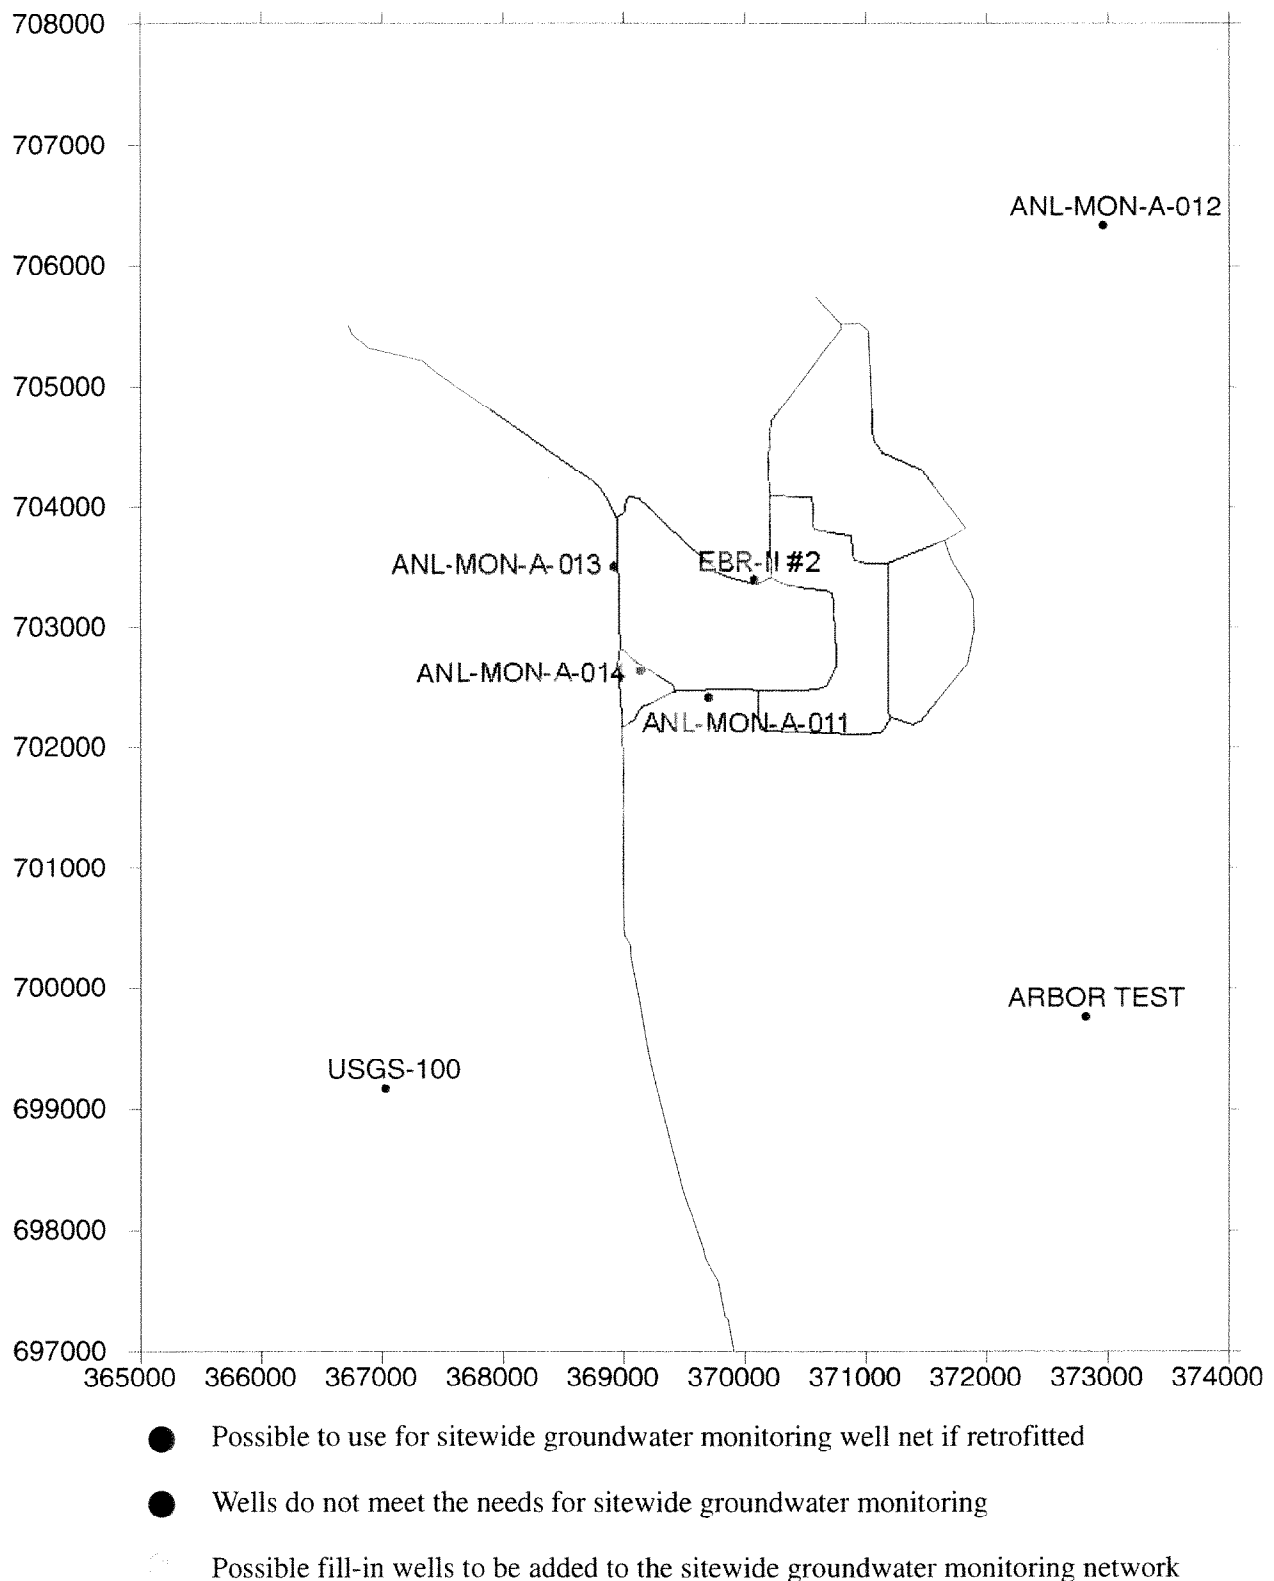 708000
707000
ANL-MON-A-012
706000
705000
704000
ANL-MON-A-013
EBR-II #2
703000
ANL-MON-A-014
ANL-MON-A-011
702000
701000
700000
ARBOR TEST
USGS-100
699000
698000
697000
365000 366000 367000 368000 369000 370000 371000 372000 373000 374000
Possible to use for sitewide groundwater monitoring well net if retrofitted
Wells do not meet the needs for sitewide groundwater monitoring
Possible fill-in wells to be added to the sitewide groundwater monitoring network